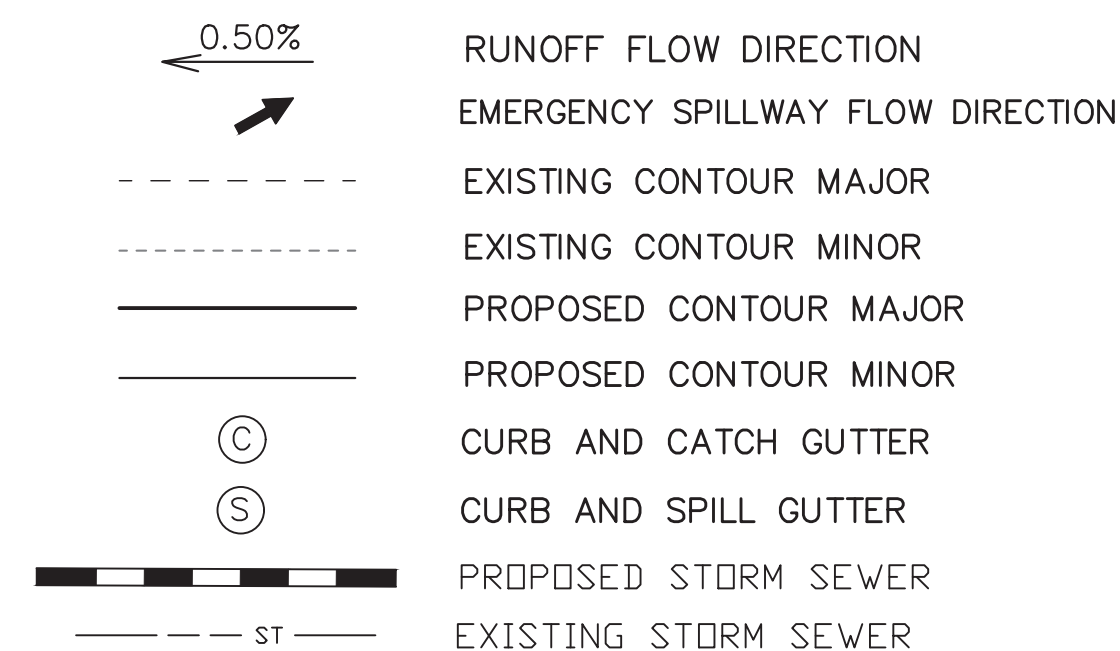 0.50% RUNOFF FLOW DIRECTION
EMERGENCY SPILLWAY FLOW DIRECTION
EXISTING CONTOUR MAJOR
EXISTING CONTOUR MINOR
PROPOSED CONTOUR MAJOR
PROPOSED CONTOUR MINOR
C CURB AND CATCH GUTTER
S CURB AND SPILL GUTTER
PROPOSED STORM SEWER
ST EXISTING STORM SEWER